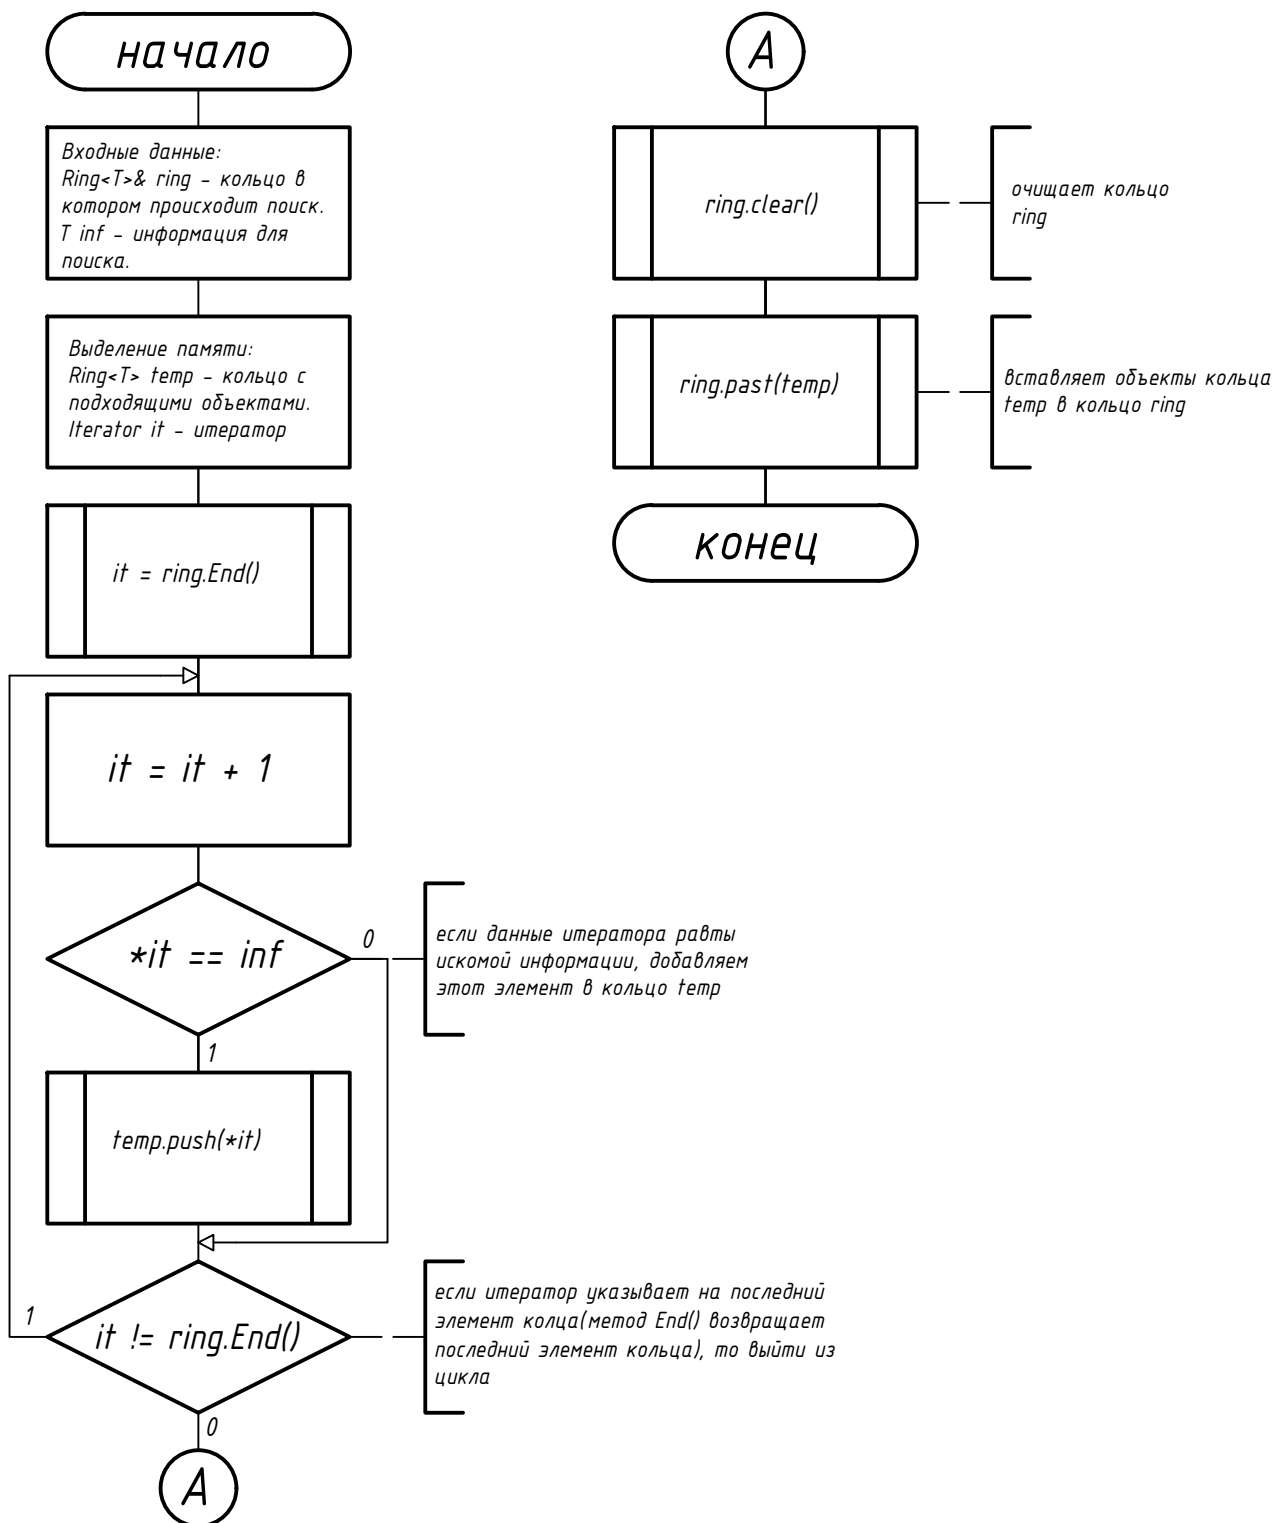 начало
Входные данные:
Ring<T>& ring - кольцо в
котором происходит поиск.
T inf - информация для
поиска.
Выделение памяти:
Ring<T> temp - кольцо с
подходящими объектами.
Iterator it - итератор
it = ring.End()
it = it + 1
*it == inf
0
если данные итератора равты
искомой информации, добавляем
этот элемент в кольцо temp
1
temp.push(*it)
1
it != ring.End()
если итератор указывает на последний
элемент колца(метод End() возвращает
последний элемент кольца), то выйти из
цикла
0
A
A
ring.clear()
очищает кольцо
ring
ring.past(temp)
вставляет объекты кольца
temp в кольцо ring
конец